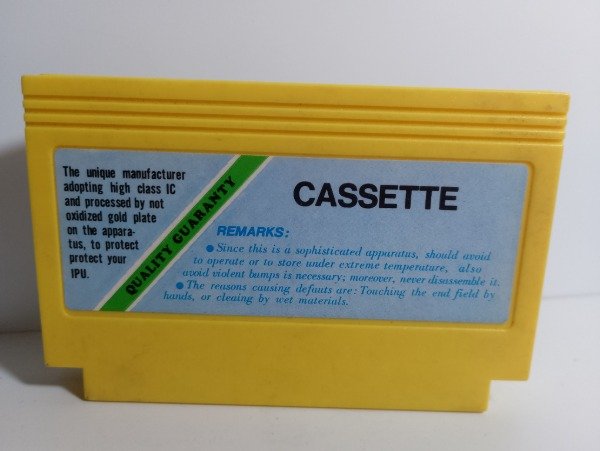 The unique manufacturer
adopting high class IC
and processed by not
oxidized gold plate
on the appara-
tus, to protect
protect your
IPU.
QUALITY GUARANTY
CASSETTE
REMARKS:
● Since this is a sophisticated apparatus, should avoid
to operate or to store under extreme temperature, also
avoid violent bumps is necessary; moreover, never disassemble it.
● The reasons causing defauts are: Touching the end field by
hands, or cleaing by wet materials.